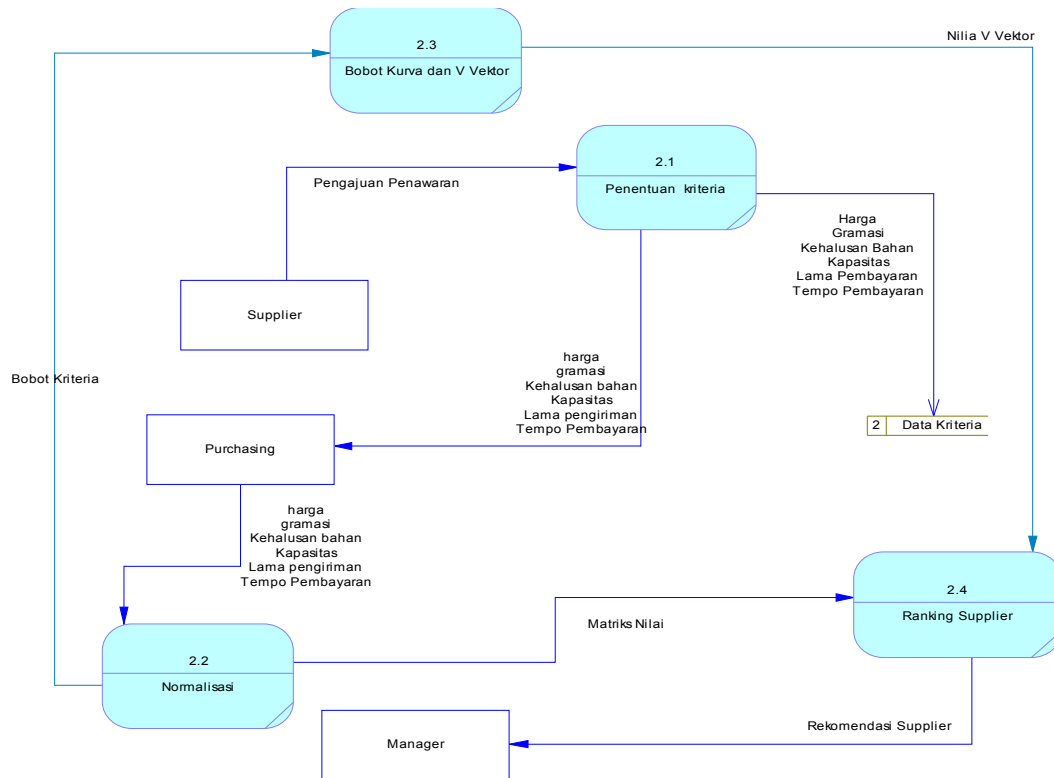 Nilia V Vektor
2.3
Bobot Kurva dan V Vektor
2.1
Penentuan kriteria
Pengajuan Penawaran
Harga
Gramasi
Kehalusan Bahan
Kapasitas
Lama Pembayaran
Tempo Pembayaran
Supplier
harga
gramasi
Kehalusan bahan
Kapasitas
Lama pengiriman
Tempo Pembayaran
Bobot Kriteria
2 Data Kriteria
Purchasing
harga
gramasi
Kehalusan bahan
Kapasitas
Lama pengiriman
Tempo Pembayaran
2.4
Ranking Supplier
Matriks Nilai
2.2
Normalisasi
Rekomendasi Supplier
Manager